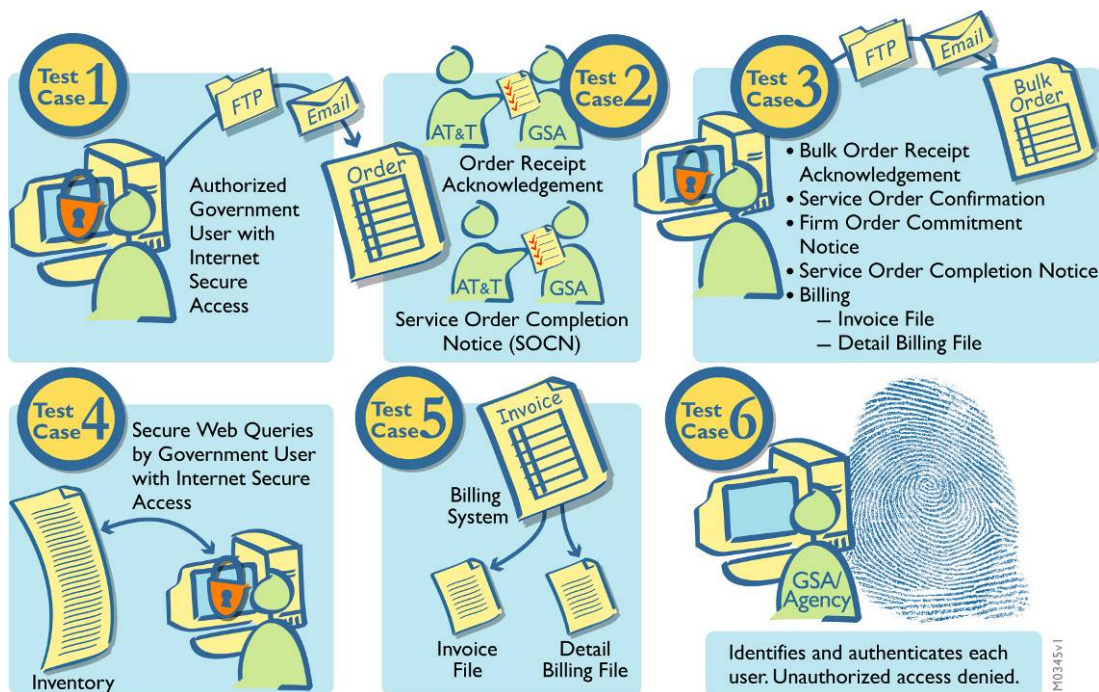 Test
Case 1
FTP
Email
Order
Authorized
Government
User with
Internet
Secure
Access
Test
Case 2
AT&T
GSA
Order Receipt
Acknowledgement
AT&T
GSA
Service Order Completion
Notice (SOCN)
Test
Case 3
FTP
Email
Bulk
Order
• Bulk Order Receipt
Acknowledgement
• Service Order Confirmation
• Firm Order Commitment
Notice
• Service Order Completion Notice
• Billing
— Invoice File
— Detail Billing File
Test
Case 4
Secure Web Queries
by Government User
with Internet Secure
Access
Inventory
Test
Case 5
Invoice
Billing
System
Invoice
File
Detail
Billing File
Test
Case 6
GSA/
Agency
Identifies and authenticates each
user. Unauthorized access denied.
M0345v1